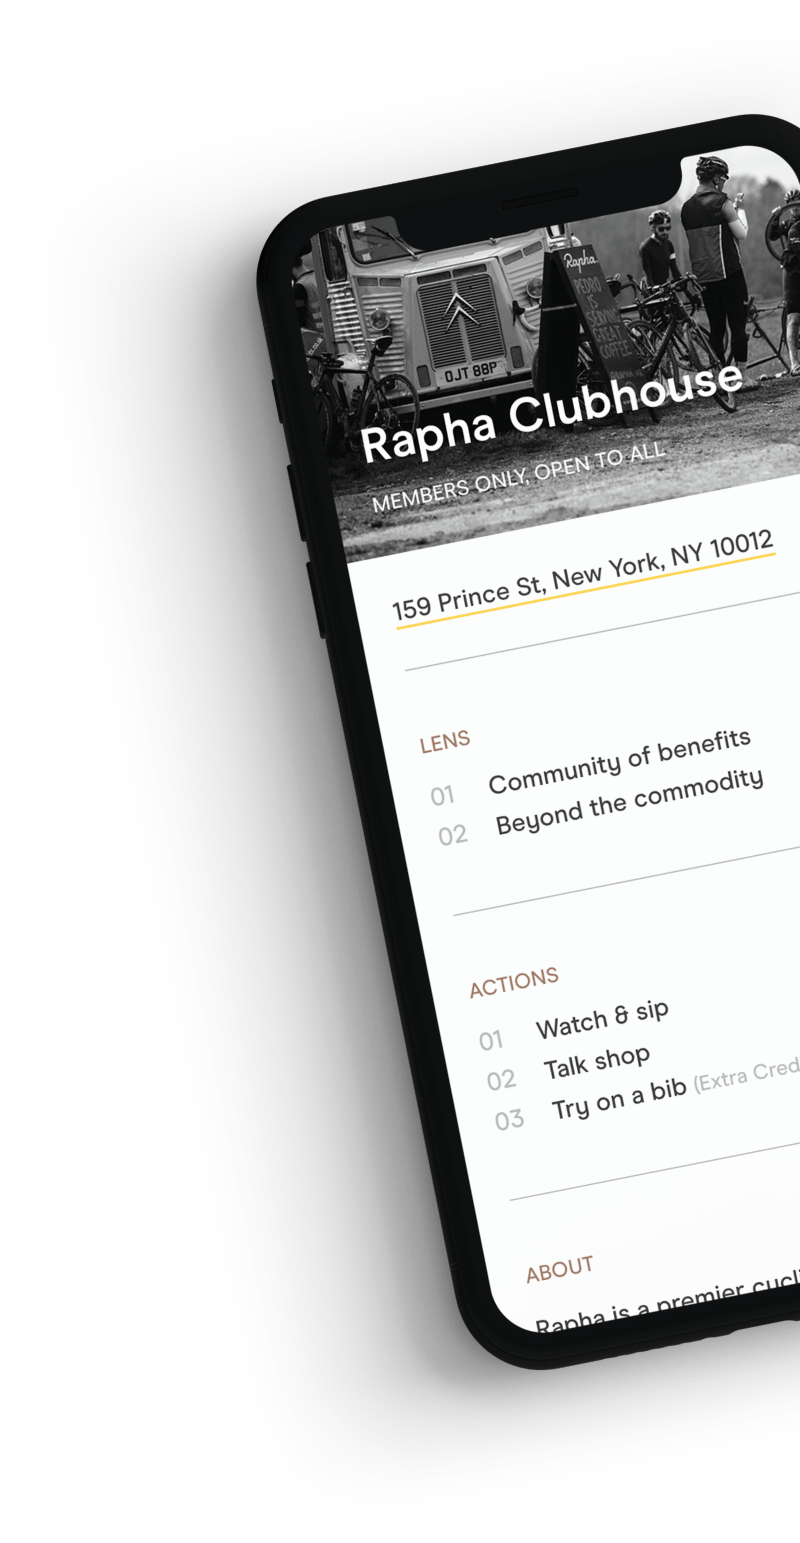 Rapha.
PEDRO
IS
SERVING
GREAT
COFFEE
OJT 88P
Rapha Clubhouse
MEMBERS ONLY, OPEN TO ALL
159 Prince St, New York, NY 10012
LENS
01 Community of benefits
02 Beyond the commodity
ACTIONS
01 Watch & sip
02 Talk shop
03 Try on a bib (Extra Cred
ABOUT
Rapha is a premier cycli